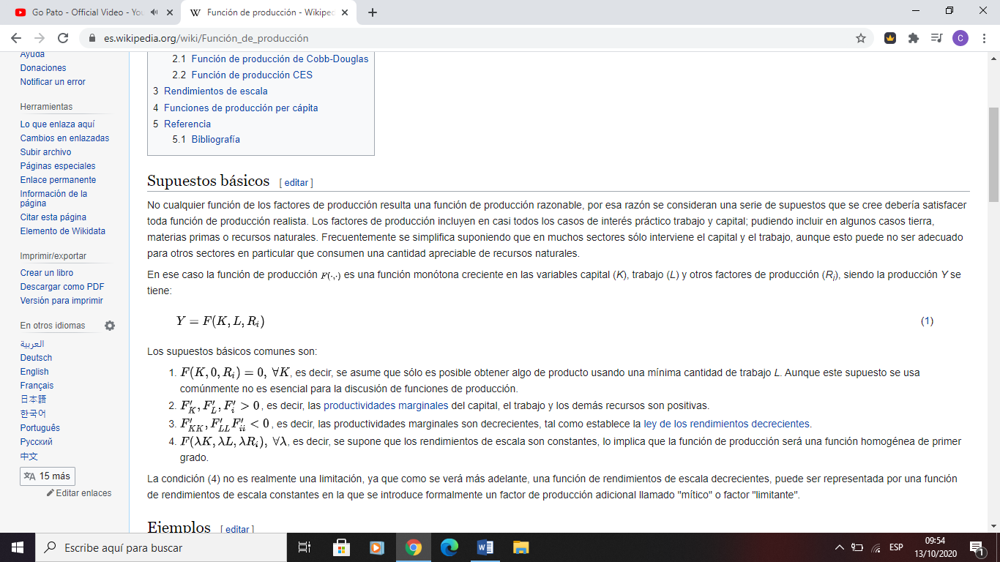 Go Pato - Official Video - You
Función de producción - Wikiped
es.wikipedia.org/wiki/Función_de_producción
C
Ayuda
Donaciones
Notificar un error
Herramientas
Lo que enlaza aquí
Cambios en enlazadas
Subir archivo
Páginas especiales
Enlace permanente
Información de la
página
Citar esta página
Elemento de Wikidata
Imprimir/exportar
Crear un libro
Descargar como PDF
Versión para imprimir
En otros idiomas
العربية
Deutsch
English
Français
日本語
한국어
Português
Русский
中文
15 más
Editar enlaces
2.1 Función de producción de Cobb-Douglas
2.2 Función de producción CES
3 Rendimientos de escala
4 Funciones de producción per cápita
5 Referencia
5.1 Bibliografía
Supuestos básicos [ editar ]
No cualquier función de los factores de producción resulta una función de producción razonable, por esa razón se consideran una serie de supuestos que se cree debería satisfacer
toda función de producción realista. Los factores de producción incluyen en casi todos los casos de interés práctico trabajo y capital; pudiendo incluir en algunos casos tierra,
materias primas o recursos naturales. Frecuentemente se simplifica suponiendo que en muchos sectores sólo interviene el capital y el trabajo, aunque esto puede no ser adecuado
para otros sectores en particular que consumen una cantidad apreciable de recursos naturales.
En ese caso la función de producción F(·,·) es una función monótona creciente en las variables capital (K), trabajo (L) y otros factores de producción (Ri), siendo la producción Y se
tiene:
Y = F(K, L, Ri) (1)
Los supuestos básicos comunes son:
1. F(K, 0, Ri) = 0, ∀K, es decir, se asume que sólo es posible obtener algo de producto usando una mínima cantidad de trabajo L. Aunque este supuesto se usa
comúnmente no es esencial para la discusión de funciones de producción.
2. F′K, F′L, F′i > 0, es decir, las productividades marginales del capital, el trabajo y los demás recursos son positivas.
3. F′KK, F′LL F′ii < 0, es decir, las productividades marginales son decrecientes, tal como establece la ley de los rendimientos decrecientes.
4. F(λK, λL, λRi), ∀λ, es decir, se supone que los rendimientos de escala son constantes, lo implica que la función de producción será una función homogénea de primer
grado.
La condición (4) no es realmente una limitación, ya que como se verá más adelante, una función de rendimientos de escala decrecientes, puede ser representada por una función
de rendimientos de escala constantes en la que se introduce formalmente un factor de producción adicional llamado "mítico" o factor "limitante".
Ejemplos [ editar ]
Escribe aquí para buscar
ESP
09:54
13/10/2020
1